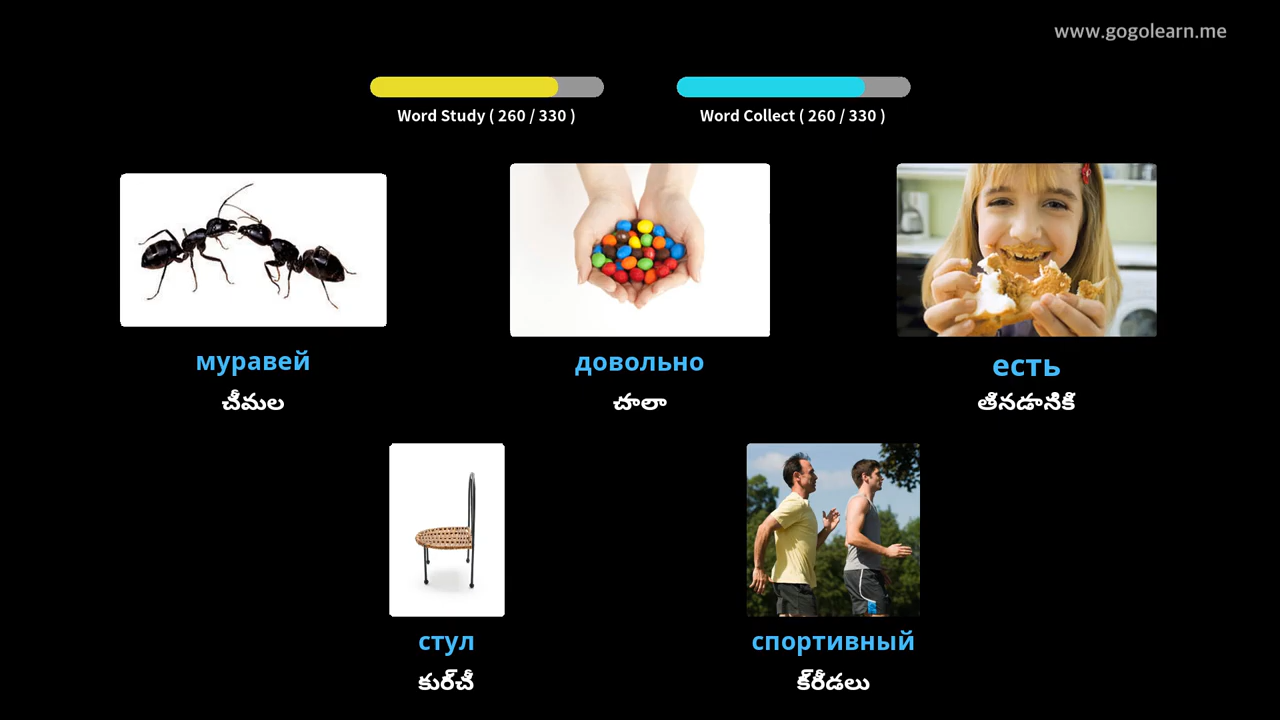 www.gogolearn.me
Word Study ( 260 / 330 )
Word Collect ( 260 / 330 )
муравей
చీమల
довольно
చాలా
есть
తినడానికి
стул
కుర్చీ
спортивный
క్రీడలు